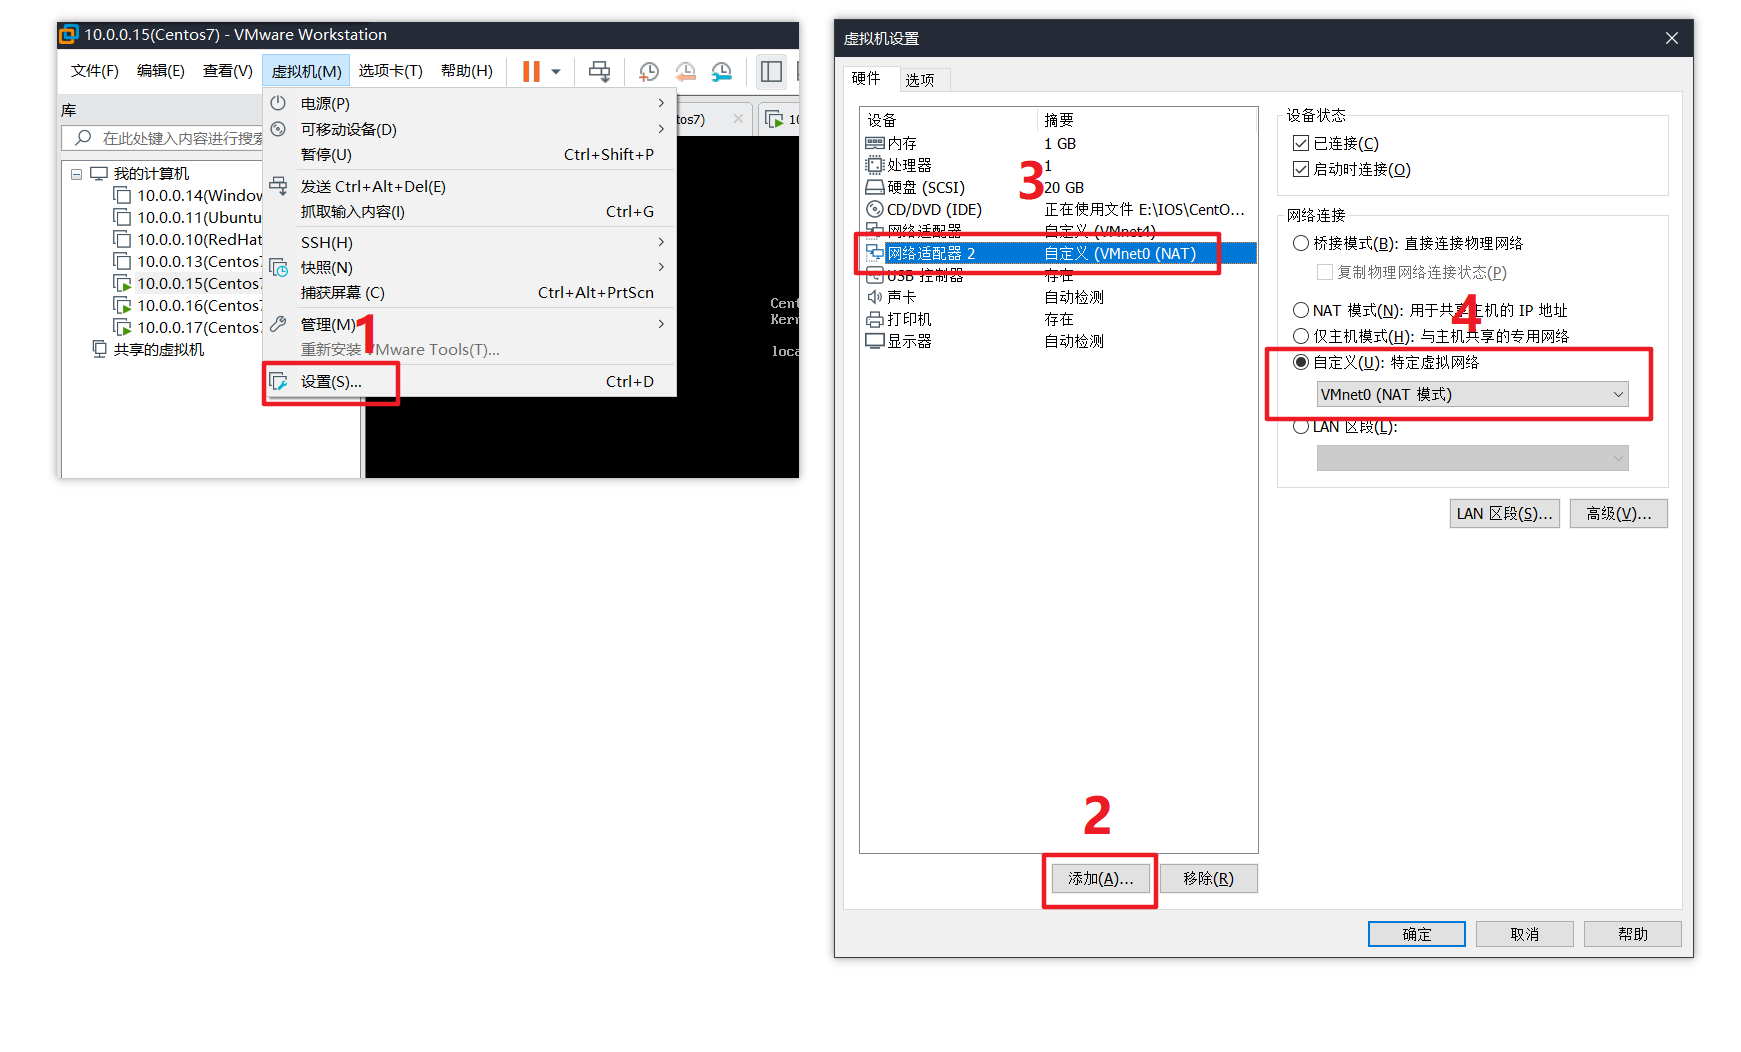 10.0.0.15(Centos7) - VMware Workstation
文件(F) 编辑(E) 查看(V) 虚拟机(M) 选项卡(T) 帮助(H)
库
在此处键入内容进行搜索
我的计算机
10.0.0.14(Window
10.0.0.11(Ubuntu
10.0.0.10(RedHat
10.0.0.13(Centos
10.0.0.15(Centos
10.0.0.16(Centos7
10.0.0.17(Centos7
共享的虚拟机
电源(P)
可移动设备(D)
暂停(U) Ctrl+Shift+P
发送 Ctrl+Alt+Del(E)
抓取输入内容(I) Ctrl+G
SSH(H)
快照(N)
捕获屏幕 (C) Ctrl+Alt+PrtScn
管理(M)
1
重新安装 VMware Tools(T)...
设置(S)... Ctrl+D
tos7)
10
Cent
Kern
loca
虚拟机设置
硬件 选项
设备 摘要
内存 1 GB
处理器 1
3
硬盘 (SCSI) 20 GB
CD/DVD (IDE) 正在使用文件 E:\IOS\CentO...
网络适配器 自定义 (VMnet4)
网络适配器 2 自定义 (VMnet0 (NAT)
USB 控制器 存在
声卡 自动检测
打印机 存在
显示器 自动检测
2
添加(A)... 移除(R)
设备状态
已连接(C)
启动时连接(O)
网络连接
桥接模式(B): 直接连接物理网络
复制物理网络连接状态(P)
NAT 模式(N): 用于共享主机的 IP 地址
4
仅主机模式(H): 与主机共享的专用网络
自定义(U): 特定虚拟网络
VMnet0 (NAT 模式)
LAN 区段(L):
LAN 区段(S)... 高级(V)...
确定 取消 帮助